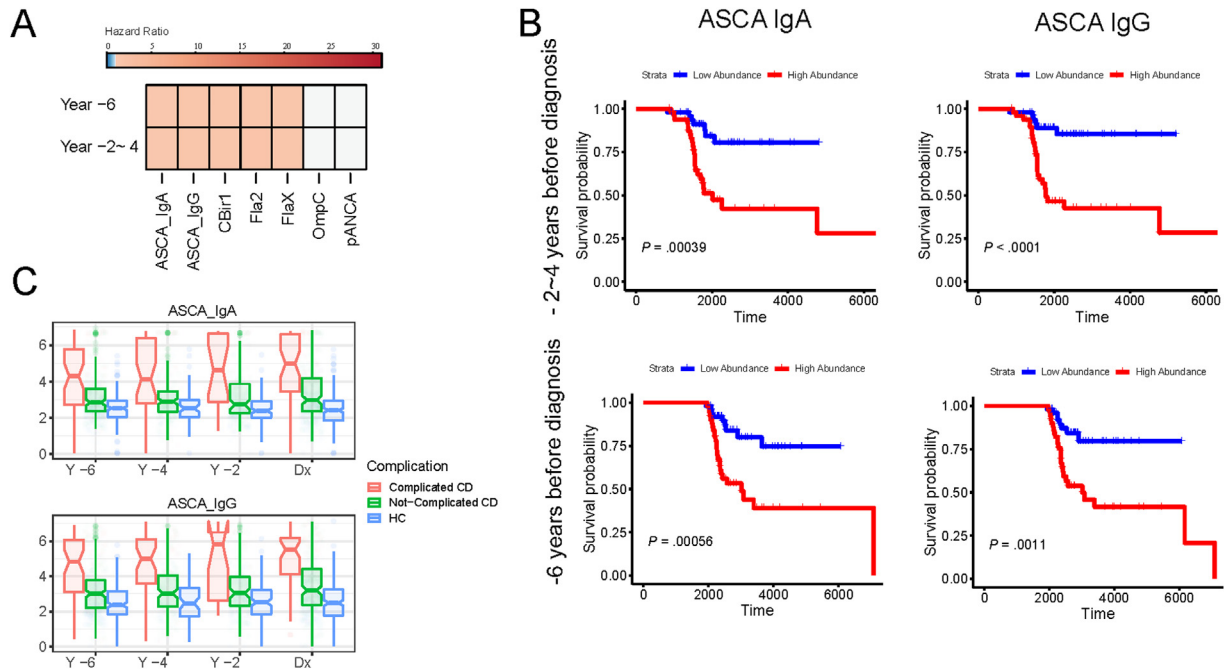 A
Hazard Ratio
0 5 10 15 20 25 30
Year −6
Year −2~ 4
ASCA_IgA
ASCA_IgG
CBir1
Fla2
FlaX
OmpC
pANCA
B
ASCA IgA
ASCA IgG
- 2~4 years before diagnosis
Strata Low Abundance High Abundance
Survival probability
1.00
0.75
0.50
0.25
0.00
P = .00039
0 2000 4000 6000
Time
Strata Low Abundance High Abundance
Survival probability
1.00
0.75
0.50
0.25
0.00
P < .0001
0 2000 4000 6000
Time
-6 years before diagnosis
Strata Low Abundance High Abundance
Survival probability
1.00
0.75
0.50
0.25
0.00
P = .00056
0 2000 4000 6000
Time
Strata Low Abundance High Abundance
Survival probability
1.00
0.75
0.50
0.25
0.00
P = .0011
0 2000 4000 6000
Time
C
ASCA_IgA
6
4
2
0
Y −6 Y −4 Y −2 Dx
ASCA_IgG
6
4
2
0
Y −6 Y −4 Y −2 Dx
Complication
Complicated CD
Not−Complicated CD
HC